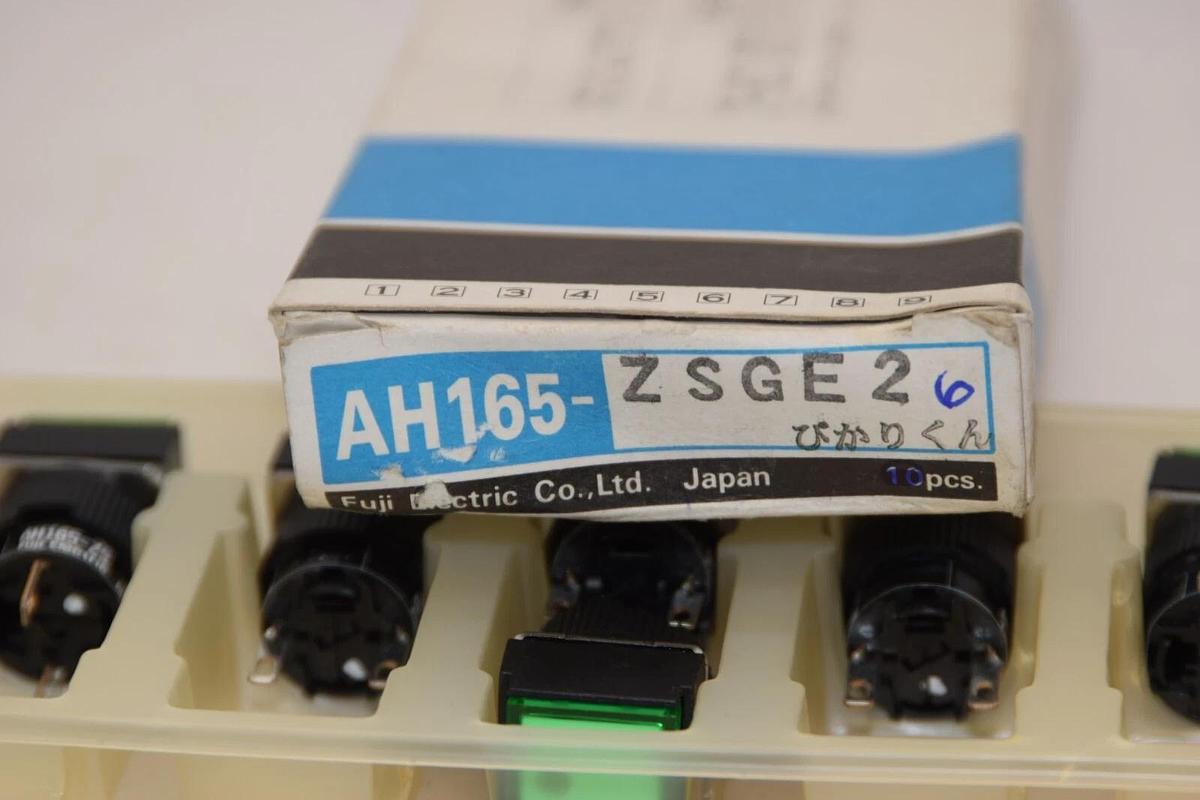 1 2 3 4 5 6 7 8 9
AH165-ZSGE2 6
ぴかりくん
Fuji Electric Co.,Ltd. Japan 10pcs.